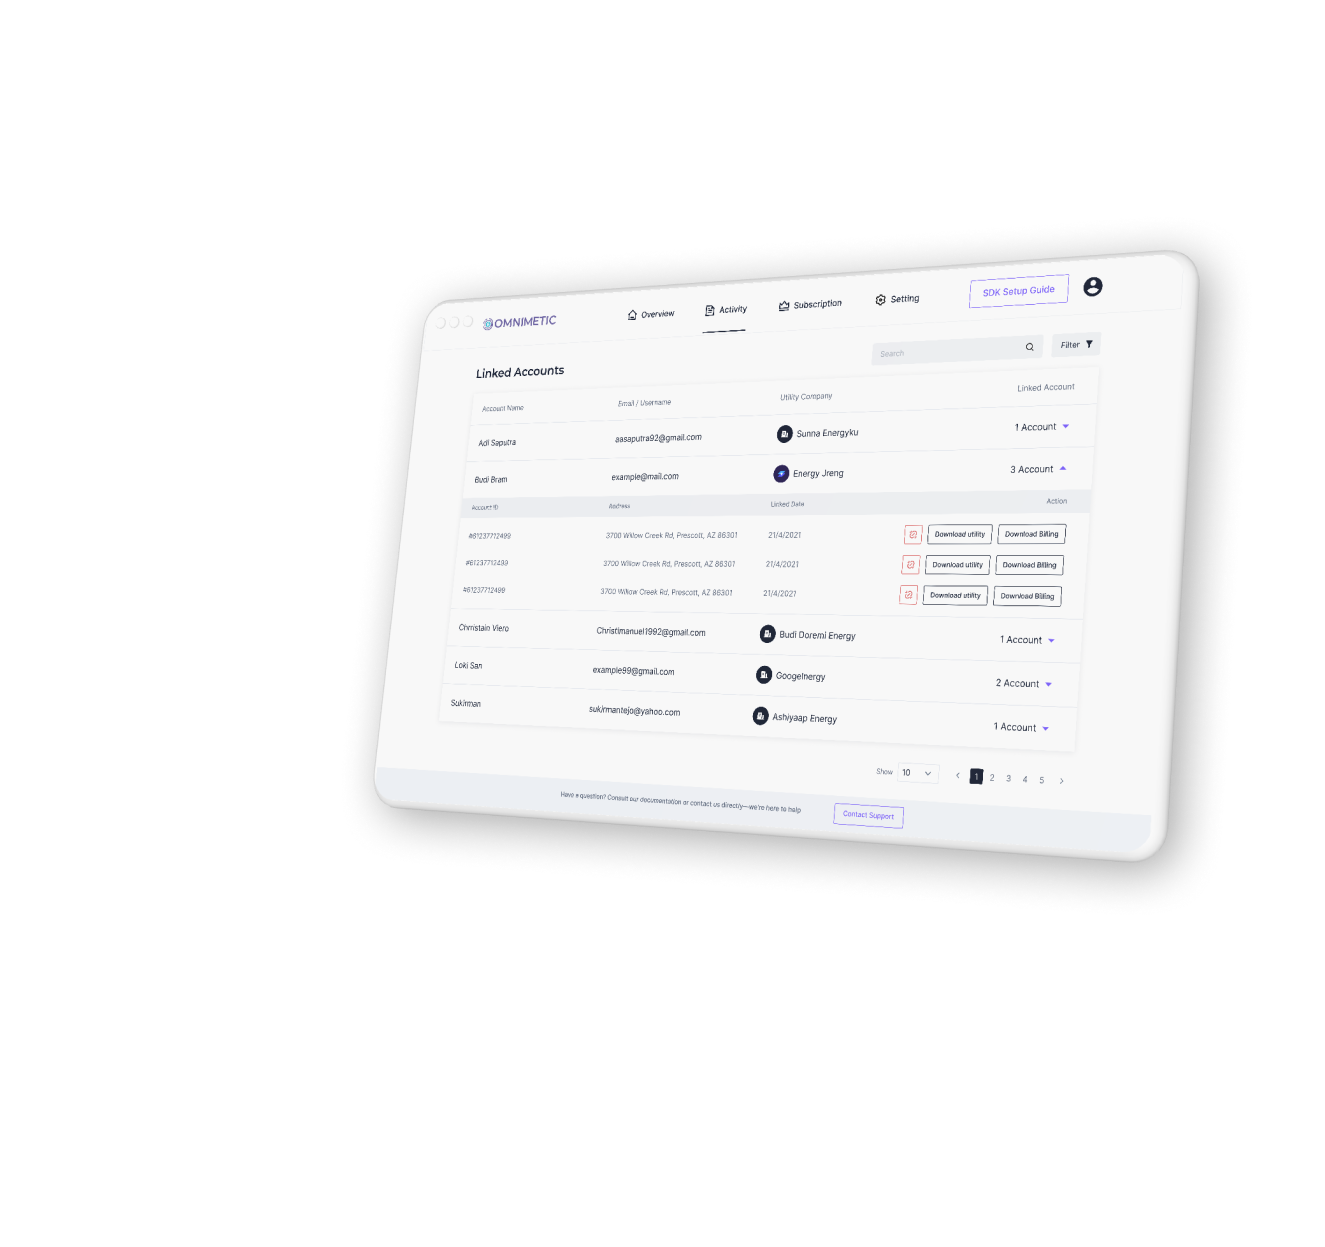 OMNIMETIC Overview Activity Subscription Setting SDK Setup Guide
Linked Accounts Search Filter
Account Name Email / Username Utility Company Linked Account
Adi Saputra aasaputra92@gmail.com Sunna Energyku 1 Account
Budi Bram example@mail.com Energy Jreng 3 Account
Account ID Address Linked Date Action
#61237712499 3700 Willow Creek Rd, Prescott, AZ 86301 21/4/2021 Download utility Download Billing
#61237712499 3700 Willow Creek Rd, Prescott, AZ 86301 21/4/2021 Download utility Download Billing
#61237712499 3700 Willow Creek Rd, Prescott, AZ 86301 21/4/2021 Download utility Download Billing
Chrristain Viero Christimanuel1992@gmail.com Budi Doremi Energy 1 Account
Loki San example99@gmail.com Googelnergy 2 Account
Sukirman sukirmantejo@yahoo.com Ashiyaap Energy 1 Account
Show 10 1 2 3 4 5
Have a question? Consult our documentation or contact us directly—we're here to help Contact Support